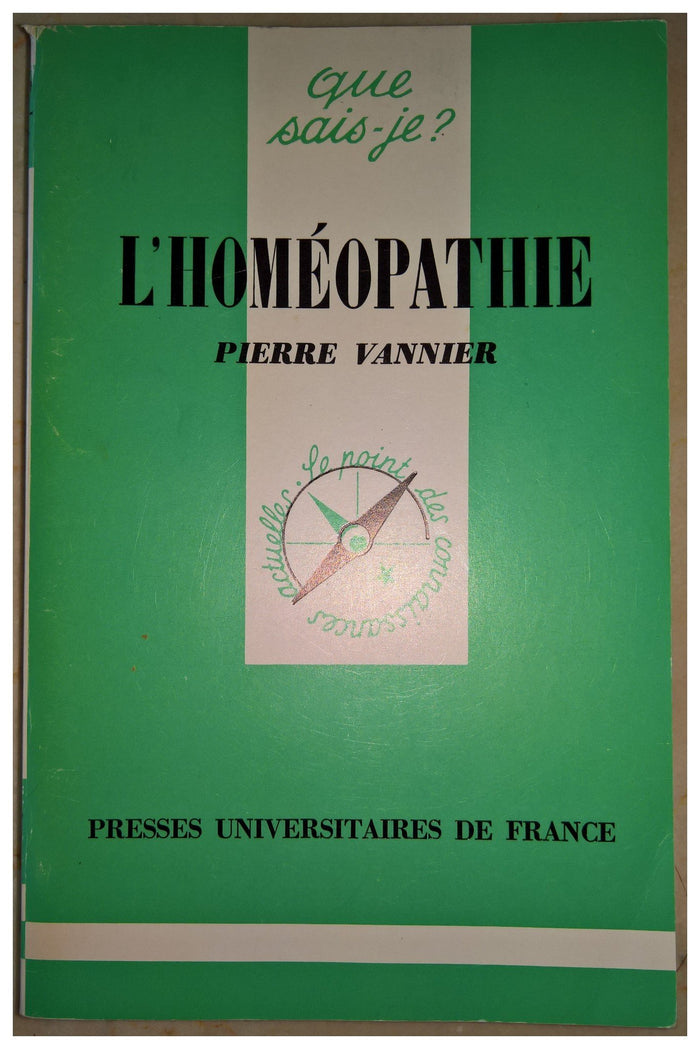 que
sais-je?
L'HOMÉOPATHIE
PIERRE VANNIER
le point des connaissances actuelles.
PRESSES UNIVERSITAIRES DE FRANCE